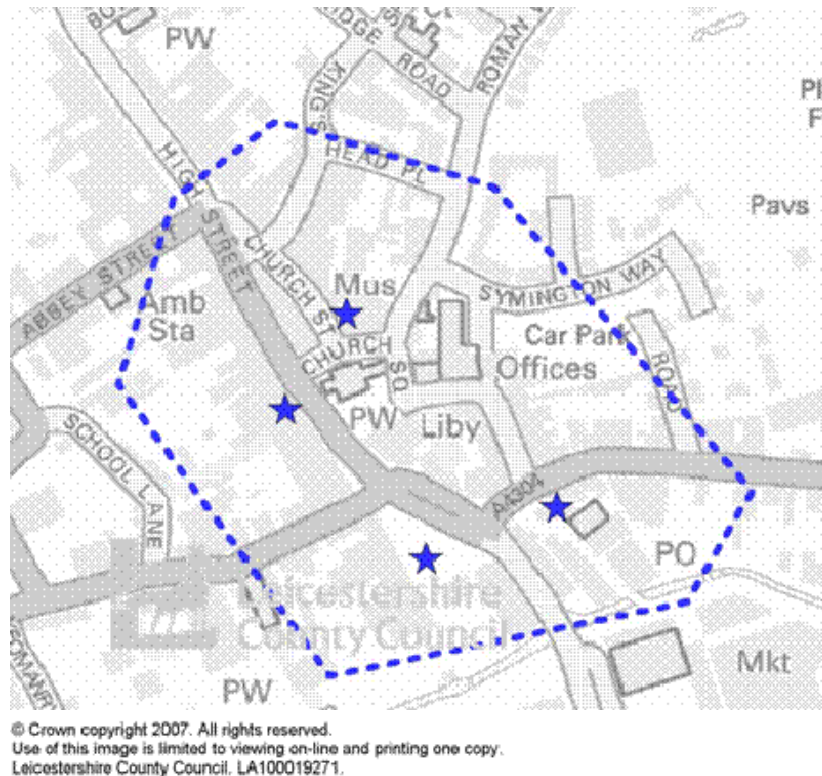 PW
ROAD
ROMAN
KING'S
HEAD PL
Pavs
HIGH
STREET
CHURCH ST
ABBEY STREET
Amb
Sta
Mus
SYMINGTON WAY
CHURCH
SQ
Car Park
Offices
ROAD
PW
Liby
SCHOOL LANE
A4304
PO
Leicestershire
County Council
PW
Mkt
© Crown copyright 2007. All rights reserved.
Use of this image is limited to viewing on-line and printing one copy.
Leicestershire County Council. LA100019271.